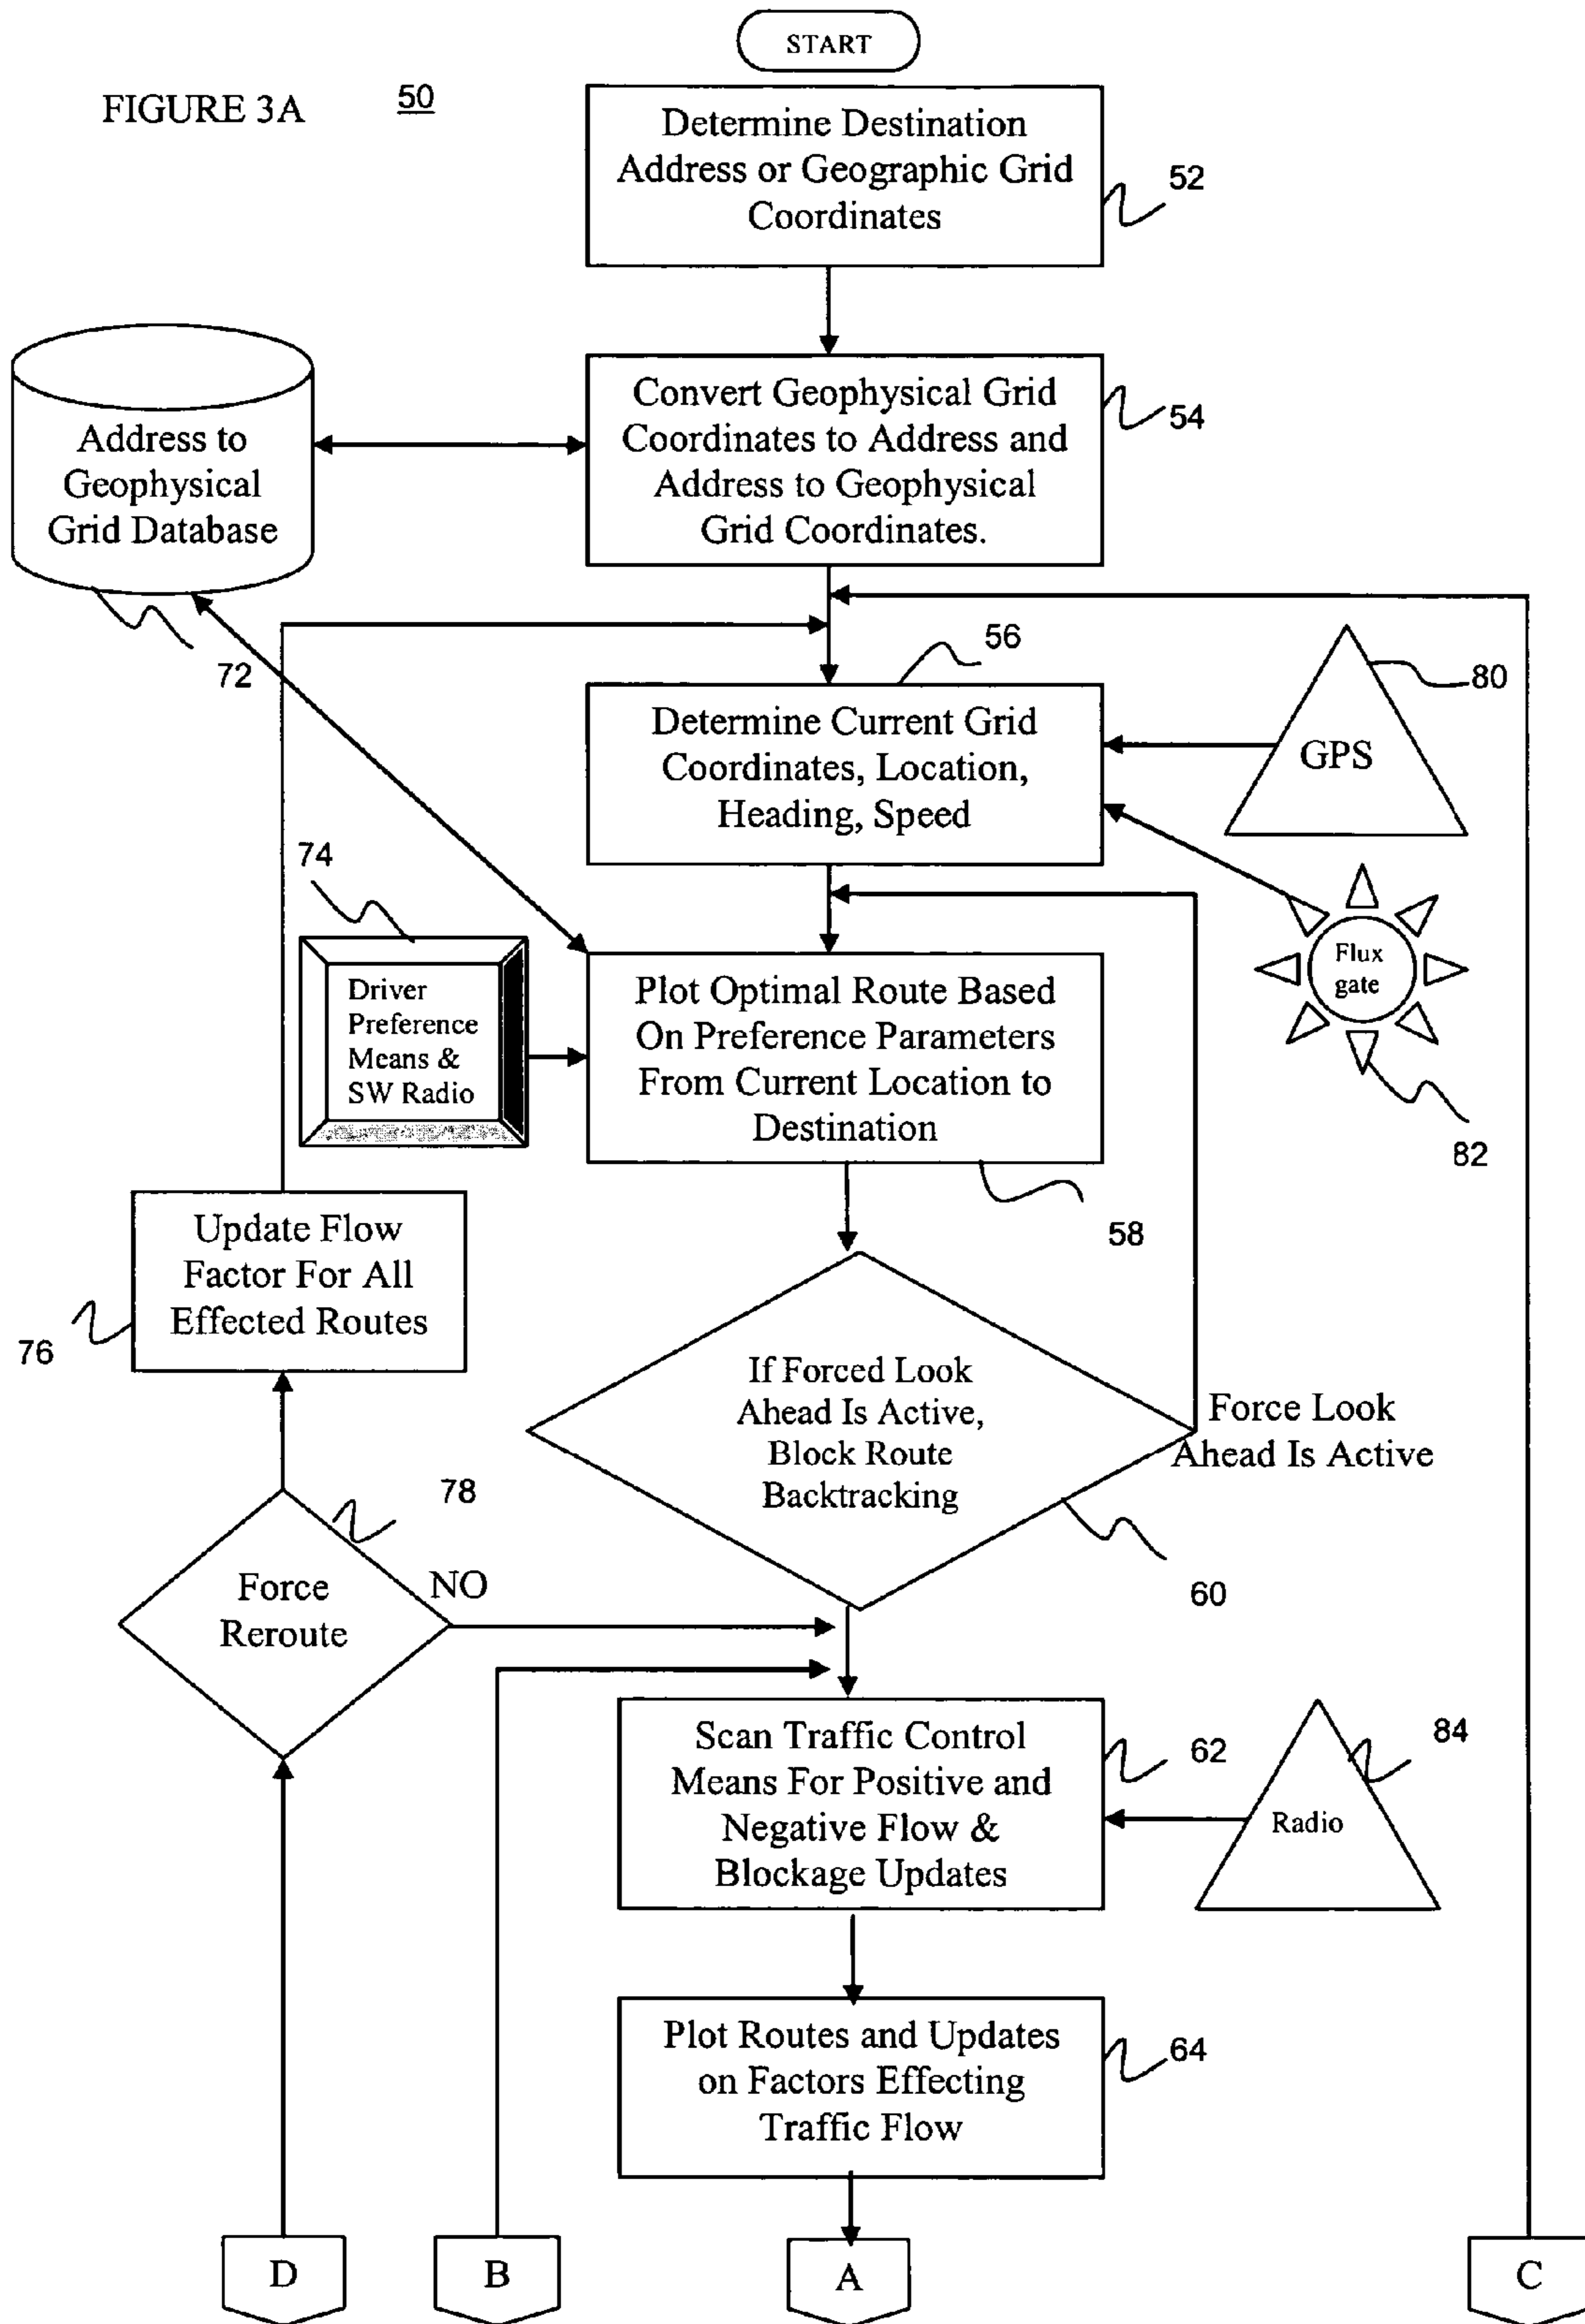 START
FIGURE 3A
50
Determine Destination
Address or Geographic Grid
Coordinates
52
Convert Geophysical Grid
Coordinates to Address and
Address to Geophysical
Grid Coordinates.
54
Address to
Geophysical
Grid Database
72
56
Determine Current Grid
Coordinates, Location,
Heading, Speed
GPS
80
74
Driver
Preference
Means &
SW Radio
Plot Optimal Route Based
On Preference Parameters
From Current Location to
Destination
Flux
gate
82
58
Update Flow
Factor For All
Effected Routes
76
If Forced Look
Ahead Is Active,
Block Route
Backtracking
Force Look
Ahead Is Active
60
78
Force
Reroute
NO
Scan Traffic Control
Means For Positive and
Negative Flow &
Blockage Updates
62
Radio
84
Plot Routes and Updates
on Factors Effecting
Traffic Flow
64
D
B
A
C